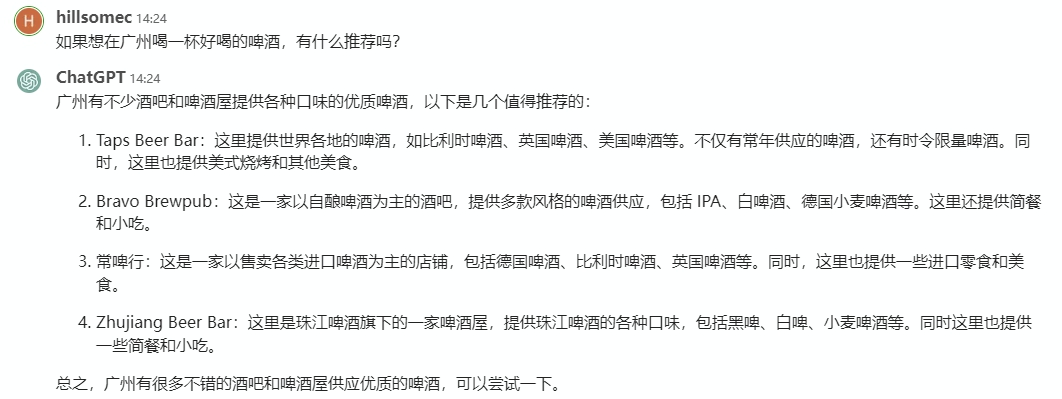 H
hillsomec 14:24
如果想在广州喝一杯好喝的啤酒，有什么推荐吗？
ChatGPT 14:24
广州有不少酒吧和啤酒屋提供各种口味的优质啤酒，以下是几个值得推荐的：
1. Taps Beer Bar：这里提供世界各地的啤酒，如比利时啤酒、英国啤酒、美国啤酒等。不仅有常年供应的啤酒，还有时令限量啤酒。同
时，这里也提供美式烧烤和其他美食。
2. Bravo Brewpub：这是一家以自酿啤酒为主的酒吧，提供多款风格的啤酒供应，包括 IPA、白啤酒、德国小麦啤酒等。这里还提供简餐
和小吃。
3. 常啤行：这是一家以售卖各类进口啤酒为主的店铺，包括德国啤酒、比利时啤酒、英国啤酒等。同时，这里也提供一些进口零食和美
食。
4. Zhujiang Beer Bar：这里是珠江啤酒旗下的一家啤酒屋，提供珠江啤酒的各种口味，包括黑啤、白啤、小麦啤酒等。同时这里也提供
一些简餐和小吃。
总之，广州有很多不错的酒吧和啤酒屋供应优质的啤酒，可以尝试一下。